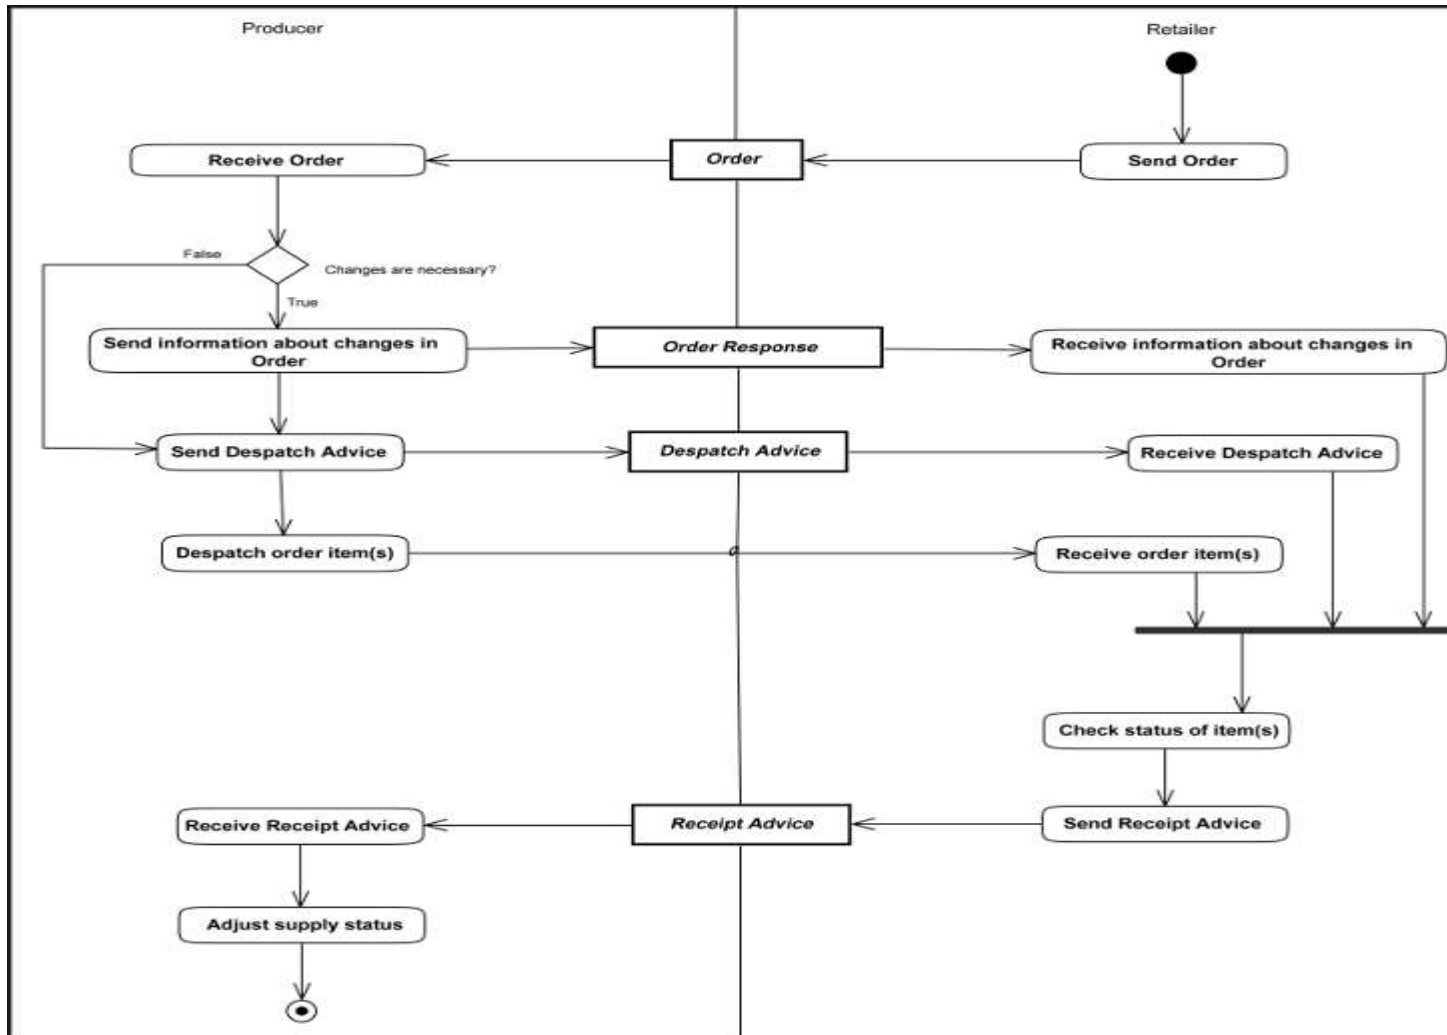 Producer
Retailer
Receive Order
Order
Send Order
False
Changes are necessary?
True
Send information about changes in
Order
Order Response
Receive information about changes in
Order
Send Despatch Advice
Despatch Advice
Receive Despatch Advice
Despatch order item(s)
Receive order item(s)
Check status of item(s)
Receive Receipt Advice
Receipt Advice
Send Receipt Advice
Adjust supply status